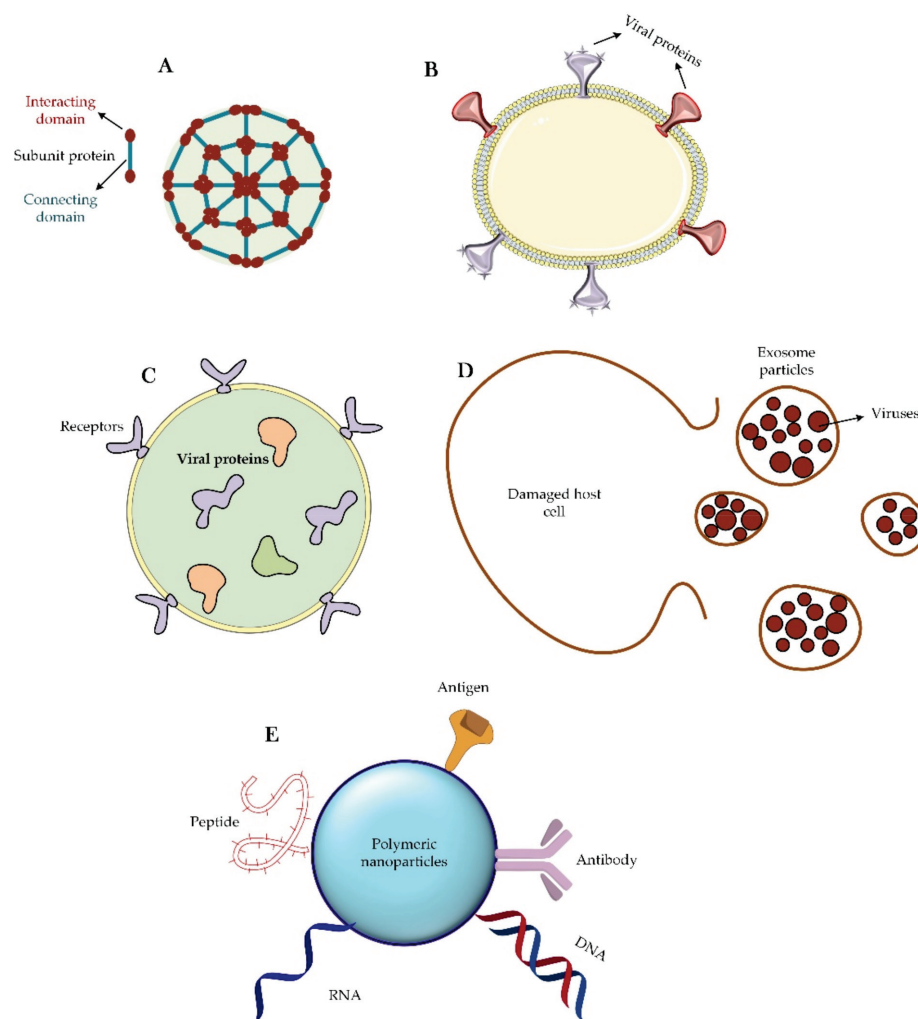 A
Interacting
domain
Subunit protein
Connecting
domain
B
Viral proteins
C
Receptors
Viral proteins
D
Exosome
particles
Viruses
Damaged host
cell
E
Antigen
Peptide
Polymeric
nanoparticles
Antibody
RNA
DNA